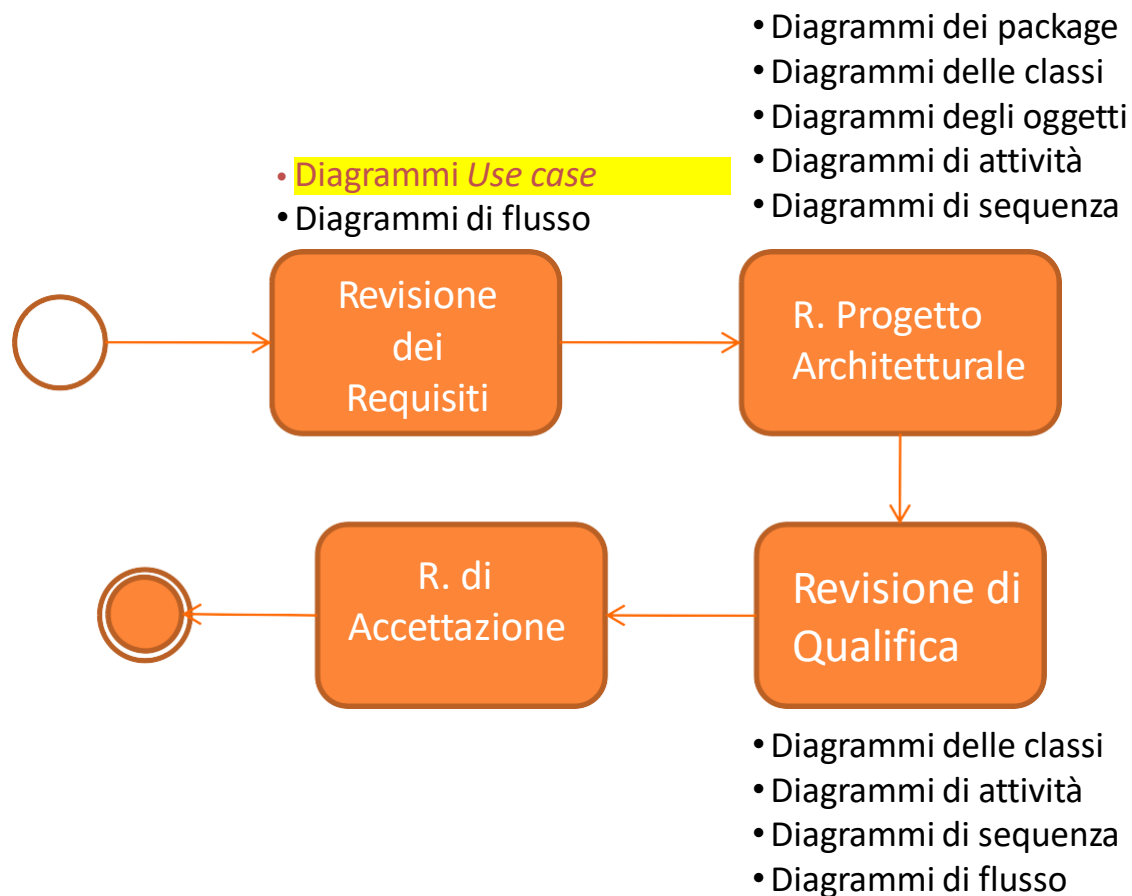 • Diagrammi dei package
• Diagrammi delle classi
• Diagrammi degli oggetti
• Diagrammi di attività
• Diagrammi di sequenza
• Diagrammi Use case
• Diagrammi di flusso
Revisione
dei
Requisiti
R. Progetto
Architetturale
R. di
Accettazione
Revisione di
Qualifica
• Diagrammi delle classi
• Diagrammi di attività
• Diagrammi di sequenza
• Diagrammi di flusso